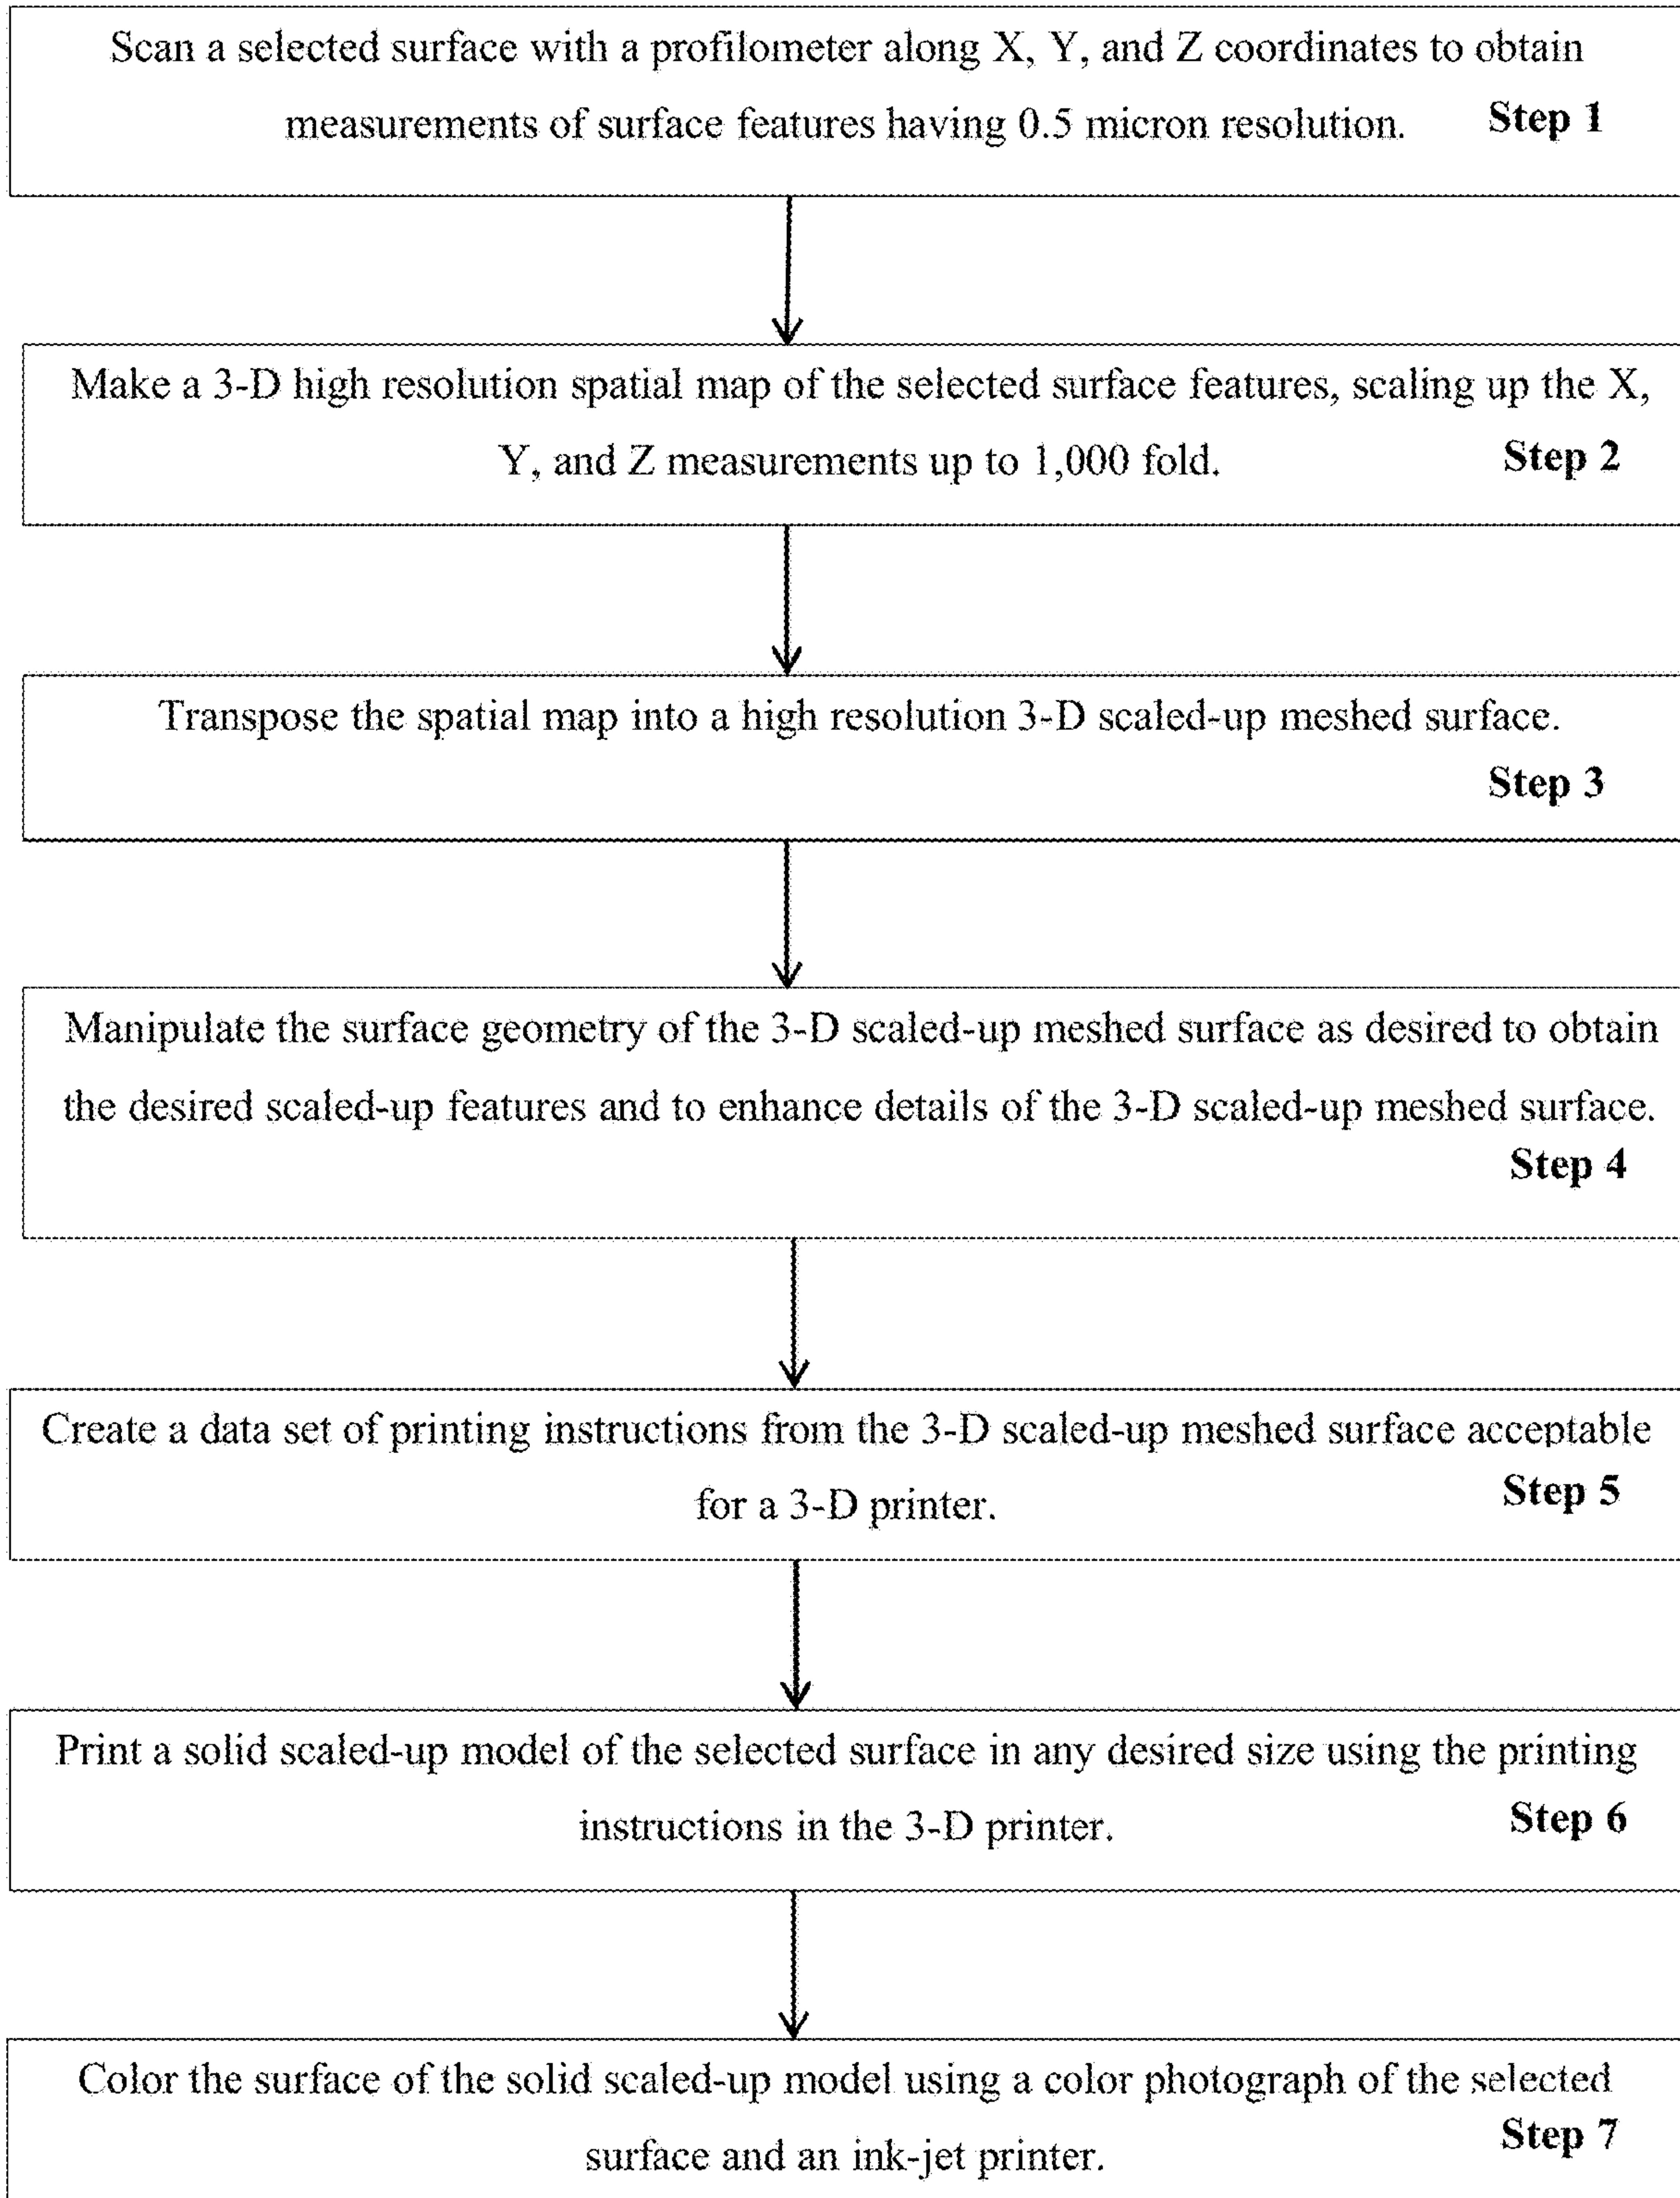 Scan a selected surface with a profilometer along X, Y, and Z coordinates to obtain
measurements of surface features having 0.5 micron resolution. Step 1
Make a 3-D high resolution spatial map of the selected surface features, scaling up the X,
Y, and Z measurements up to 1,000 fold. Step 2
Transpose the spatial map into a high resolution 3-D scaled-up meshed surface.
Step 3
Manipulate the surface geometry of the 3-D scaled-up meshed surface as desired to obtain
the desired scaled-up features and to enhance details of the 3-D scaled-up meshed surface.
Step 4
Create a data set of printing instructions from the 3-D scaled-up meshed surface acceptable
for a 3-D printer. Step 5
Print a solid scaled-up model of the selected surface in any desired size using the printing
instructions in the 3-D printer. Step 6
Color the surface of the solid scaled-up model using a color photograph of the selected
surface and an ink-jet printer. Step 7